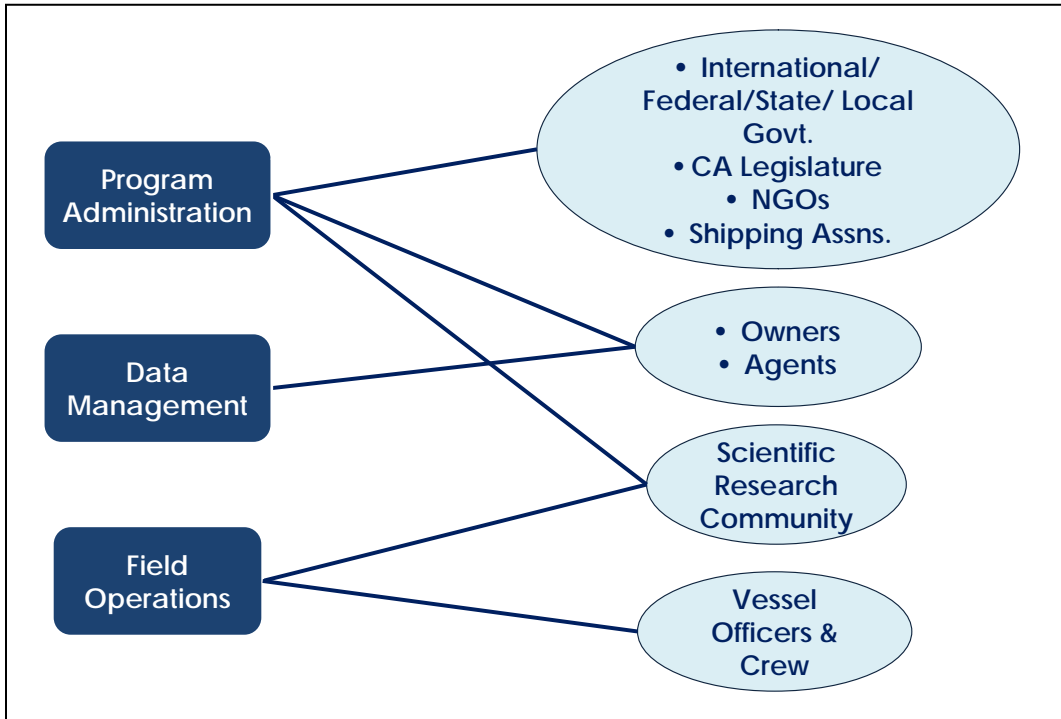 Program
Administration
Data
Management
Field
Operations
• International/
Federal/State/ Local
Govt.
• CA Legislature
• NGOs
• Shipping Assns.
• Owners
• Agents
Scientific
Research
Community
Vessel
Officers &
Crew